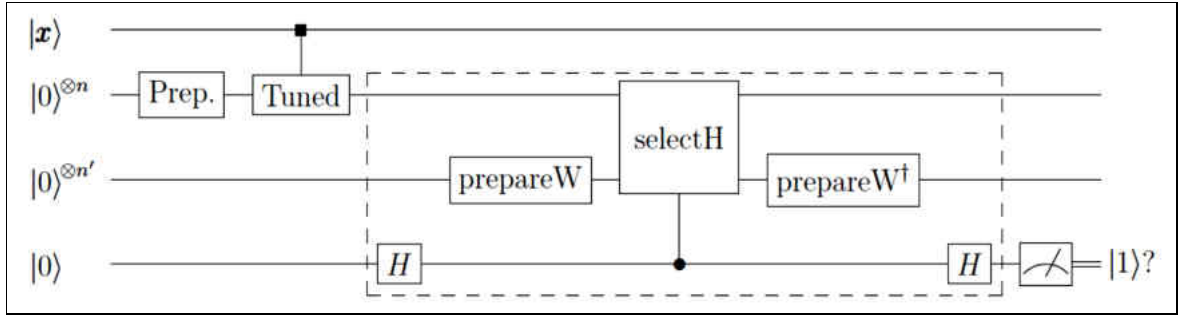 |x⟩
|0⟩⊗n Prep. Tuned
selectH
|0⟩⊗n′ prepareW prepareW†
|0⟩ H H |1⟩?